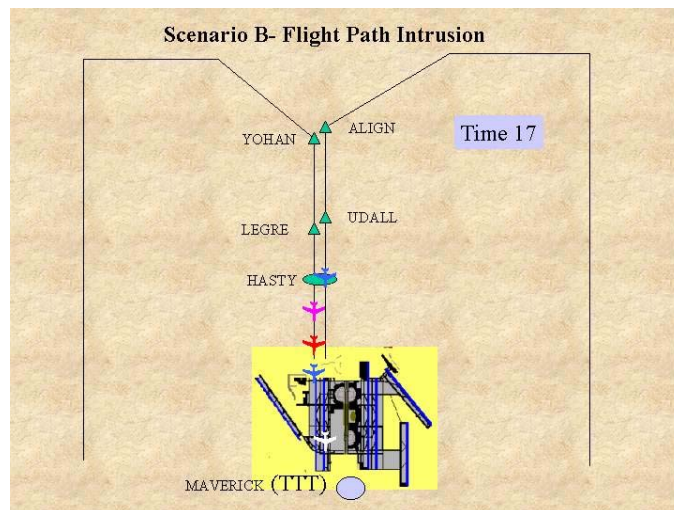 Scenario B- Flight Path Intrusion
ALIGN
YOHAN
Time 17
UDALL
LEGRE
HASTY
MAVERICK (TTT)